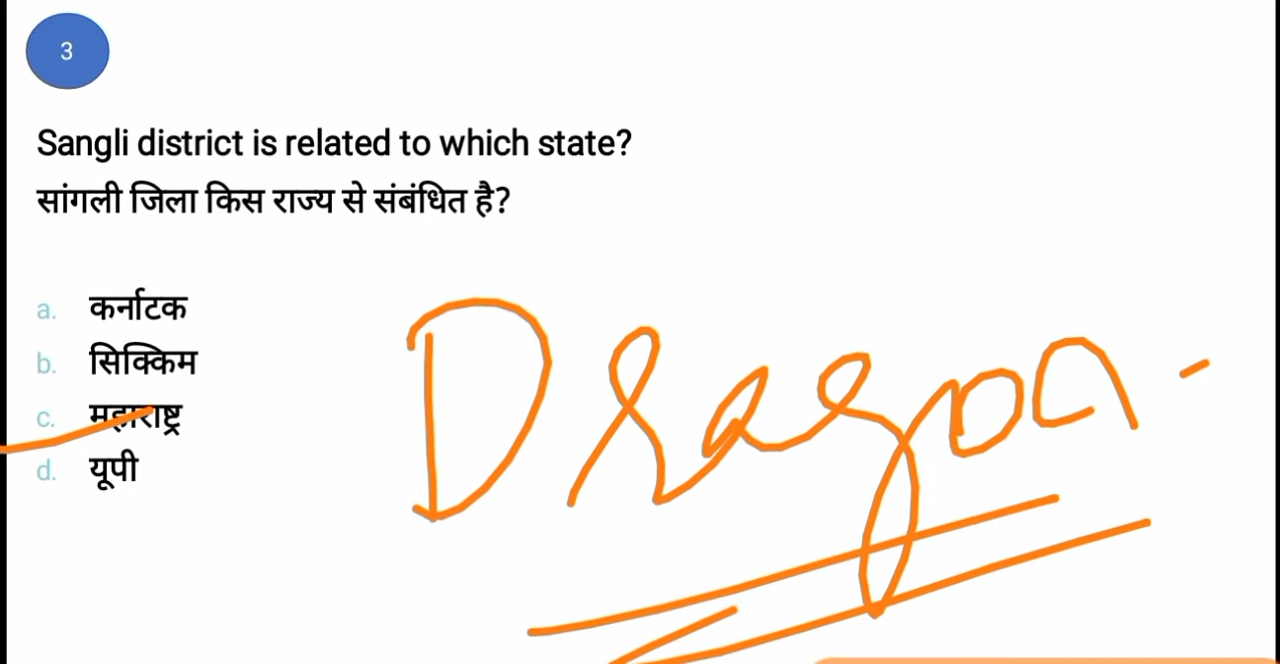 3
Sangli district is related to which state?
सांगली जिला किस राज्य से संबंधित है?
a. कर्नाटक
b. सिक्किम
c. महाराष्ट्र
d. यूपी
Dragon